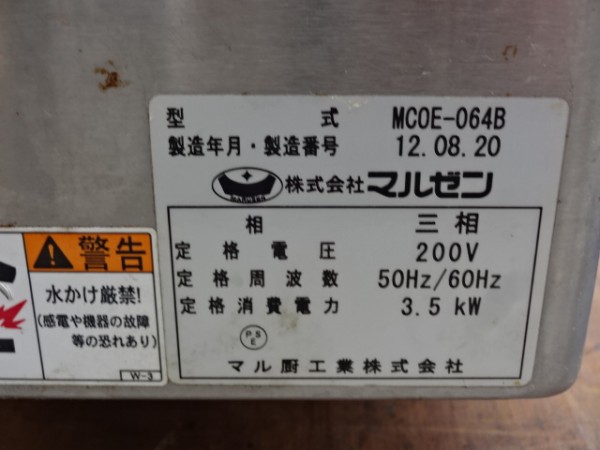 型式 MCOE-064B
製造年月・製造番号 12.08.20
MARUZEN 株式会社マルゼン
相 三相
定格電圧 200V
定格周波数 50Hz/60Hz
定格消費電力 3.5 kW
PSE
マル厨工業株式会社
警告
水かけ厳禁!
(感電や機器の故障
等の恐れあり)
W-3